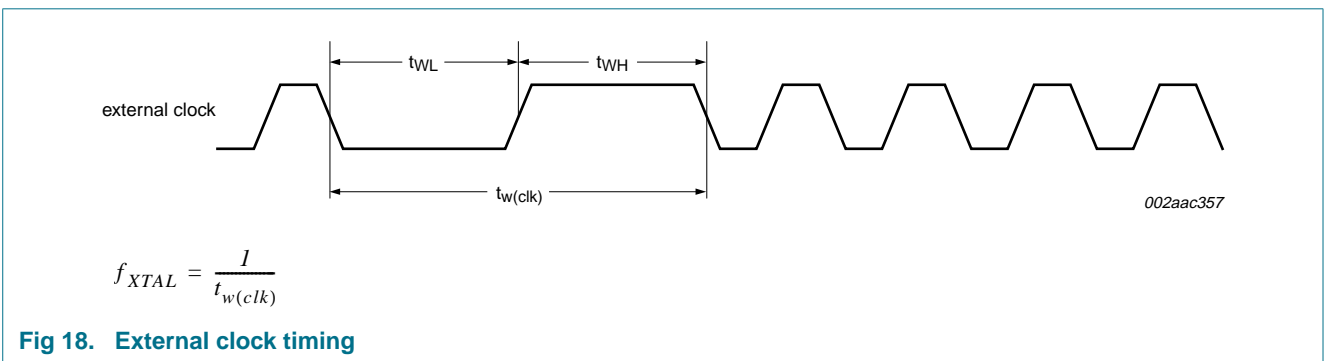 tWL
tWH
external clock
tw(clk)
002aac357
fXTAL = 1
tw(clk)
Fig 18. External clock timing